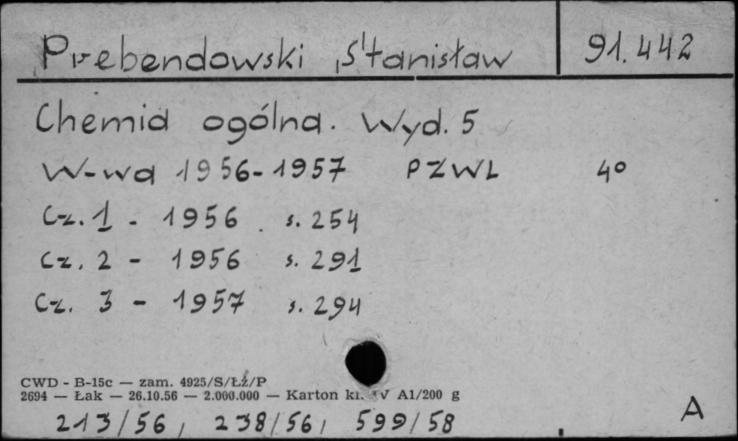 Prebendowski, Stanisław 91.442
Chemia ogólna. Wyd. 5
W-wa 1956-1957 PZWL 4°
Cz. 1 - 1956 s. 254
Cz. 2 - 1956 s. 291
Cz. 3 - 1957 s. 294
CWD - B-15c — zam. 4925/S/ŁŹ/P
2694 — Łak — 26.10.56 — 2.000.000 — Karton kl. V A1/200 g
213/56, 238/56, 599/58 A